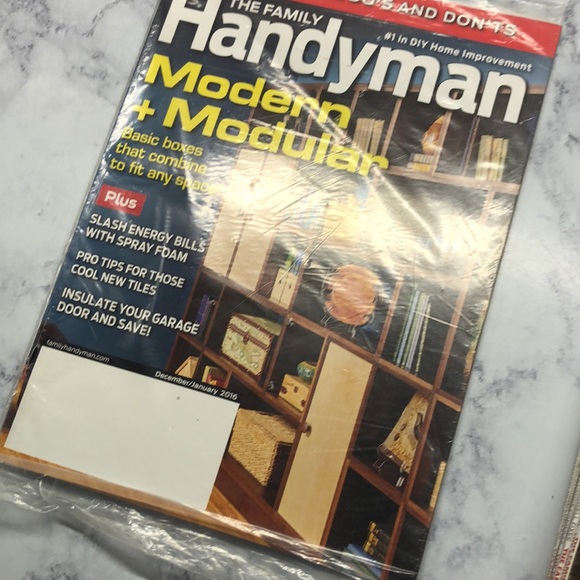 AND DON'TS
THE FAMILY
Handyman
#1 in DIY Home Improvement
Modern
+ Modular
Basic boxes
that combine
to fit any space
Plus
SLASH ENERGY BILLS
WITH SPRAY FOAM
PRO TIPS FOR THOSE
COOL NEW TILES
INSULATE YOUR GARAGE
DOOR AND SAVE!
familyhandyman.com
December/January 2016